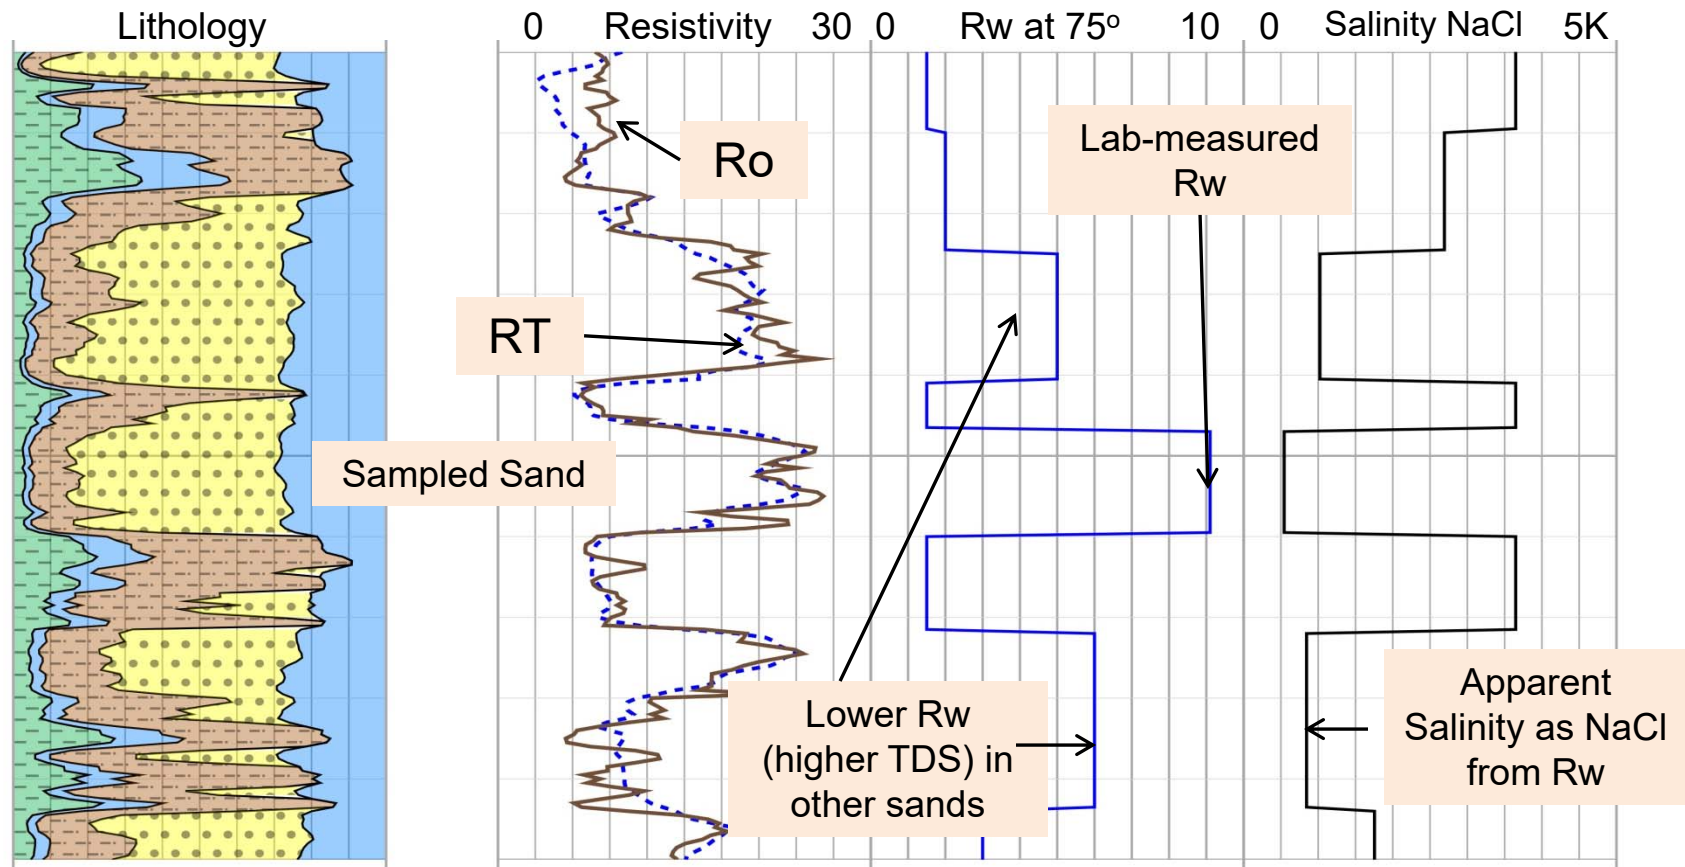 Lithology
0 Resistivity 30
0 Rw at 75º 10
0 Salinity NaCl 5K
Ro
Lab-measured
Rw
RT
Sampled Sand
Lower Rw
(higher TDS) in
other sands
Apparent
Salinity as NaCl
from Rw